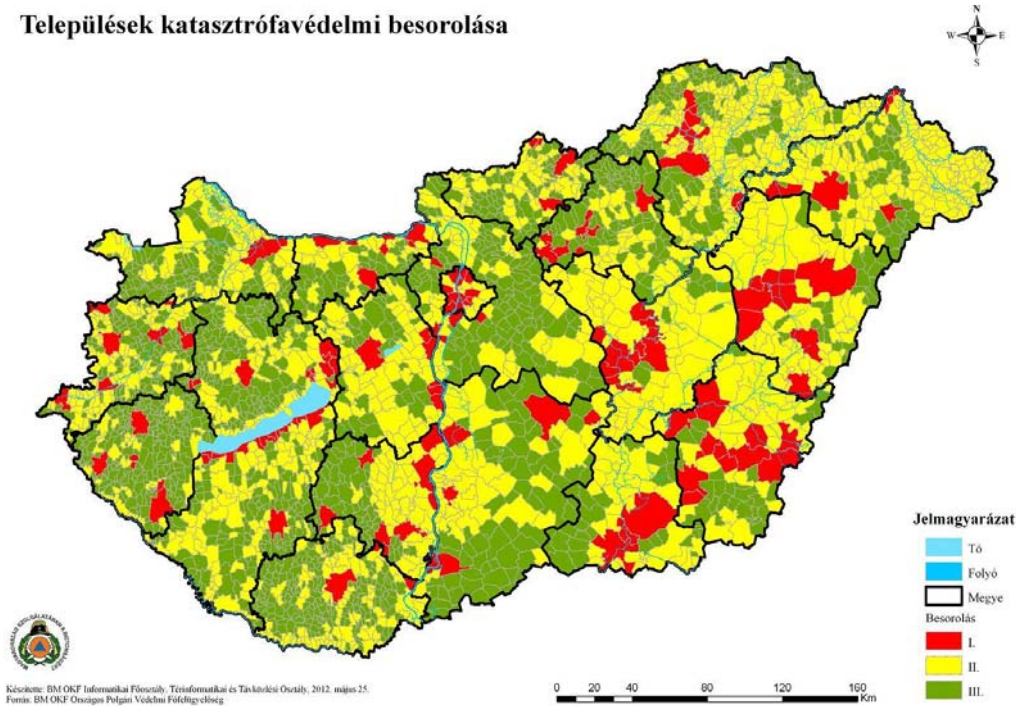 Települések katasztrófavédelmi besorolása
N
W E
S
Jelmagyarázat
Tó
Folyó
Megye
Besorolás
I.
II.
III.
Készítette: BM OKF Informatikai Főosztály, Térinformatikai és Távközlési Osztály, 2012. május 25.
Forrás: BM OKF Országos Polgári Védelmi Főfelügyelőség
0 20 40 80 120 160
Km